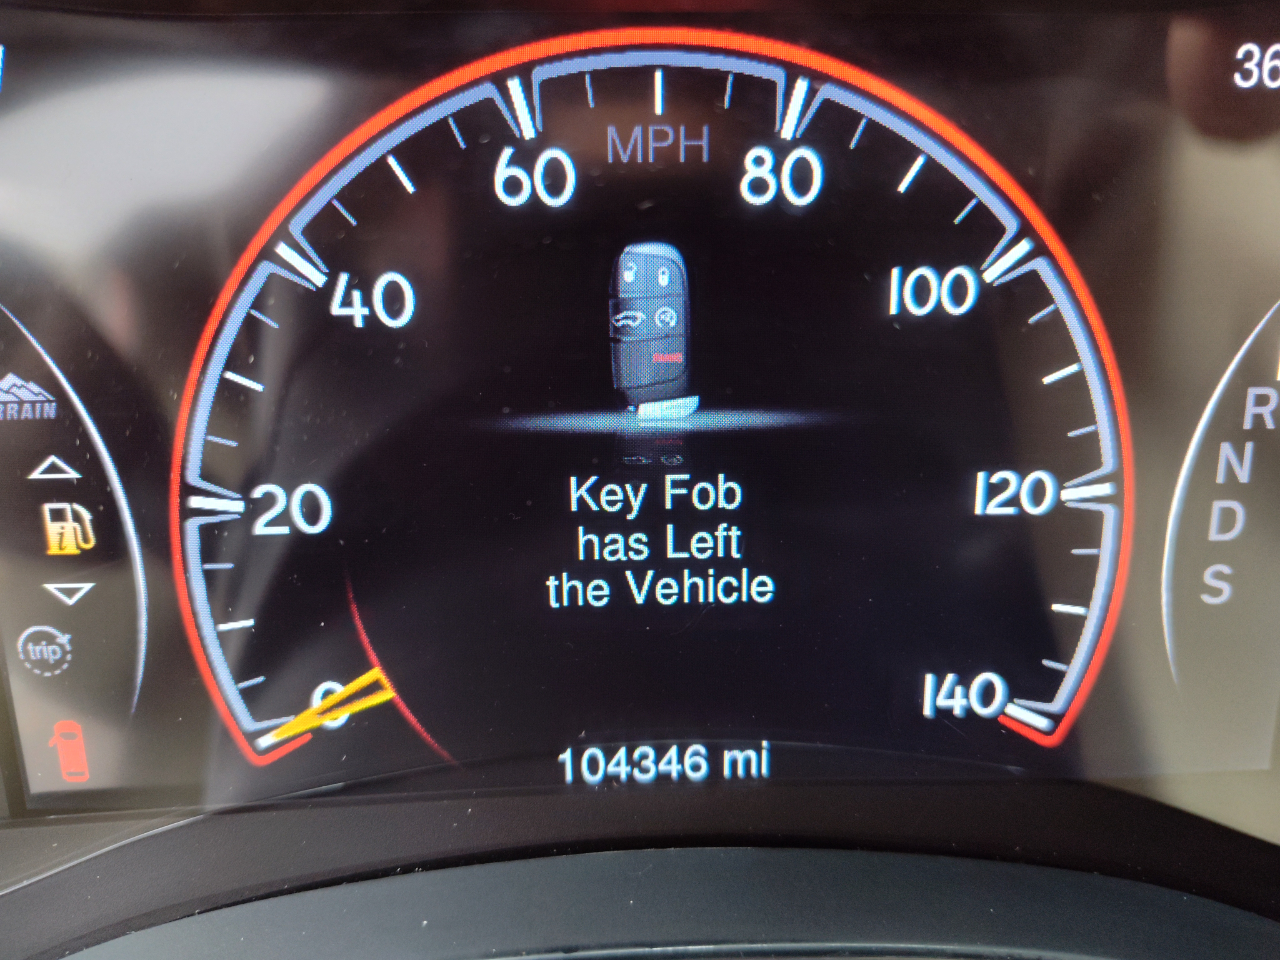 36
MPH
60
80
40
100
20
120
0
140
Key Fob
has Left
the Vehicle
104346 mi
trip
R
N
D
S